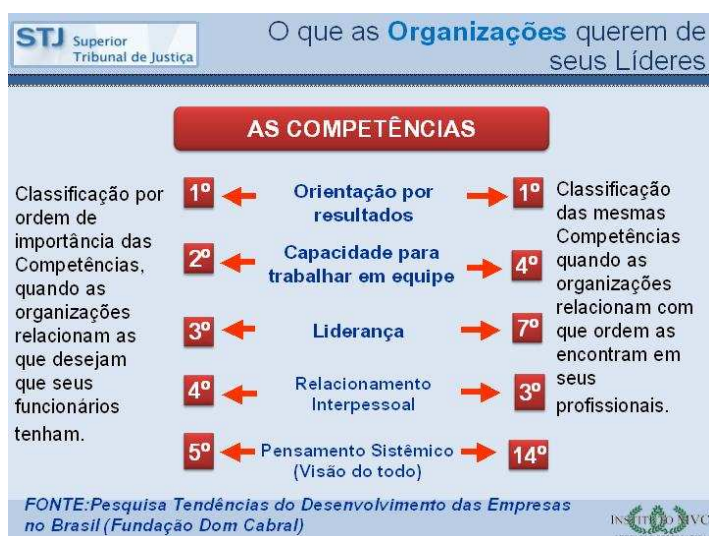 STJ Superior
Tribunal de Justiça
O que as Organizações querem de
seus Líderes
AS COMPETÊNCIAS
Classificação por
ordem de
importância das
Competências,
quando as
organizações
relacionam as
que desejam
que seus
funcionários
tenham.
1º
Orientação por
resultados
1º
2º
Capacidade para
trabalhar em equipe
4º
3º
Liderança
7º
4º
Relacionamento
Interpessoal
3º
5º
Pensamento Sistêmico
(Visão do todo)
14º
Classificação
das mesmas
Competências
quando as
organizações
relacionam com
que ordem as
encontram em
seus
profissionais.
FONTE:Pesquisa Tendências do Desenvolvimento das Empresas
no Brasil (Fundação Dom Cabral)
INSTITUTO MVC